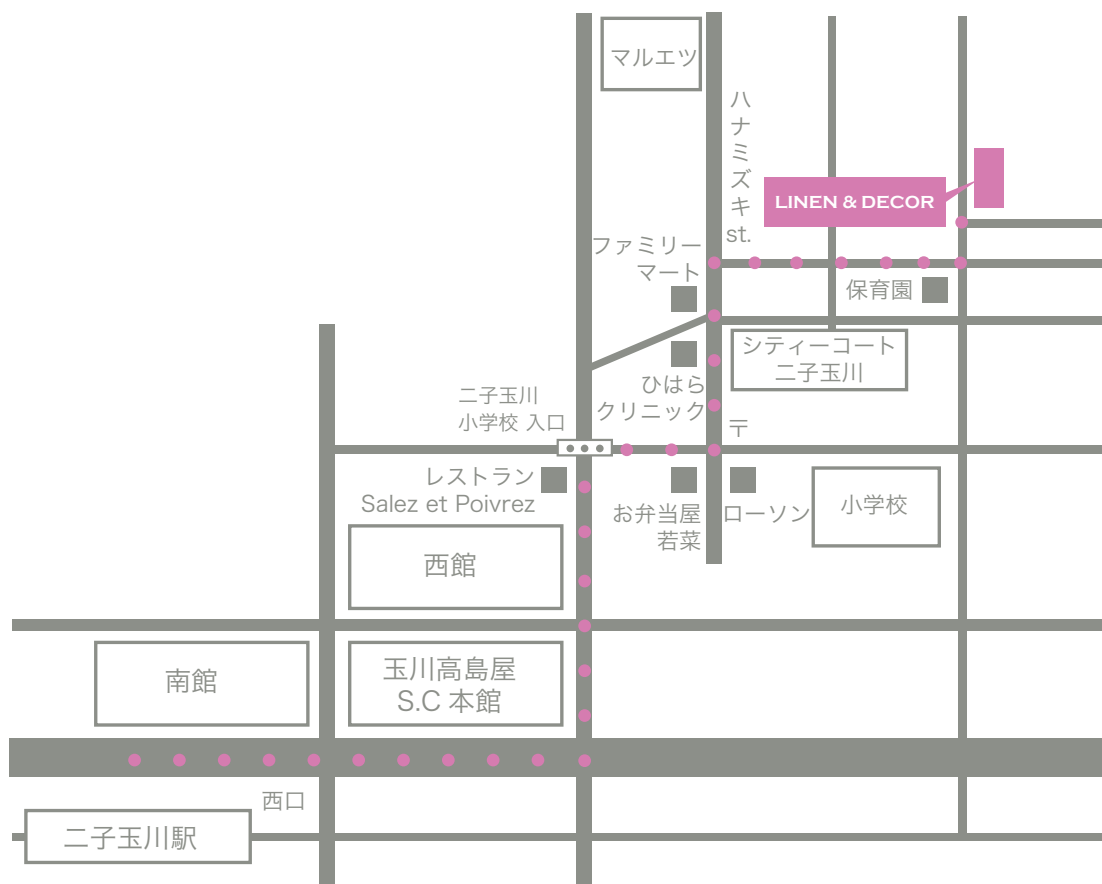 マルエツ
ハナミズキst.
LINEN & DECOR
ファミリー
マート
保育園
シティーコート
二子玉川
ひはら
クリニック
二子玉川
小学校 入口
〒
レストラン
Salez et Poivrez
お弁当屋
若菜
ローソン
小学校
西館
南館
玉川高島屋
S.C 本館
西口
二子玉川駅